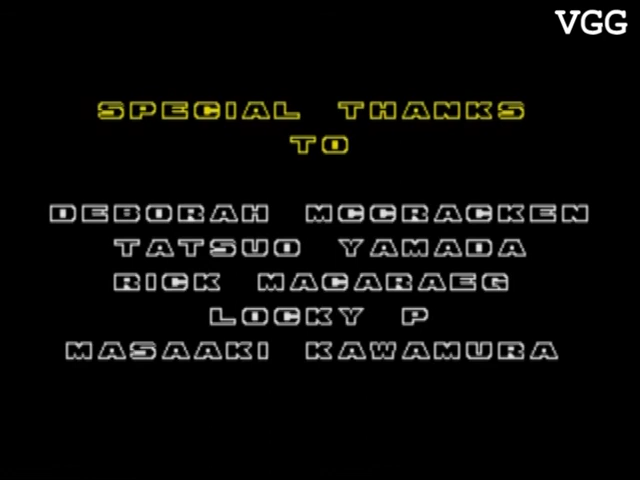 VGG
SPECIAL THANKS
TO
DEBORAH MCCRACKEN
TATSUO YAMADA
RICK MACARAEG
LOCKY P
MASAAKI KAWAMURA